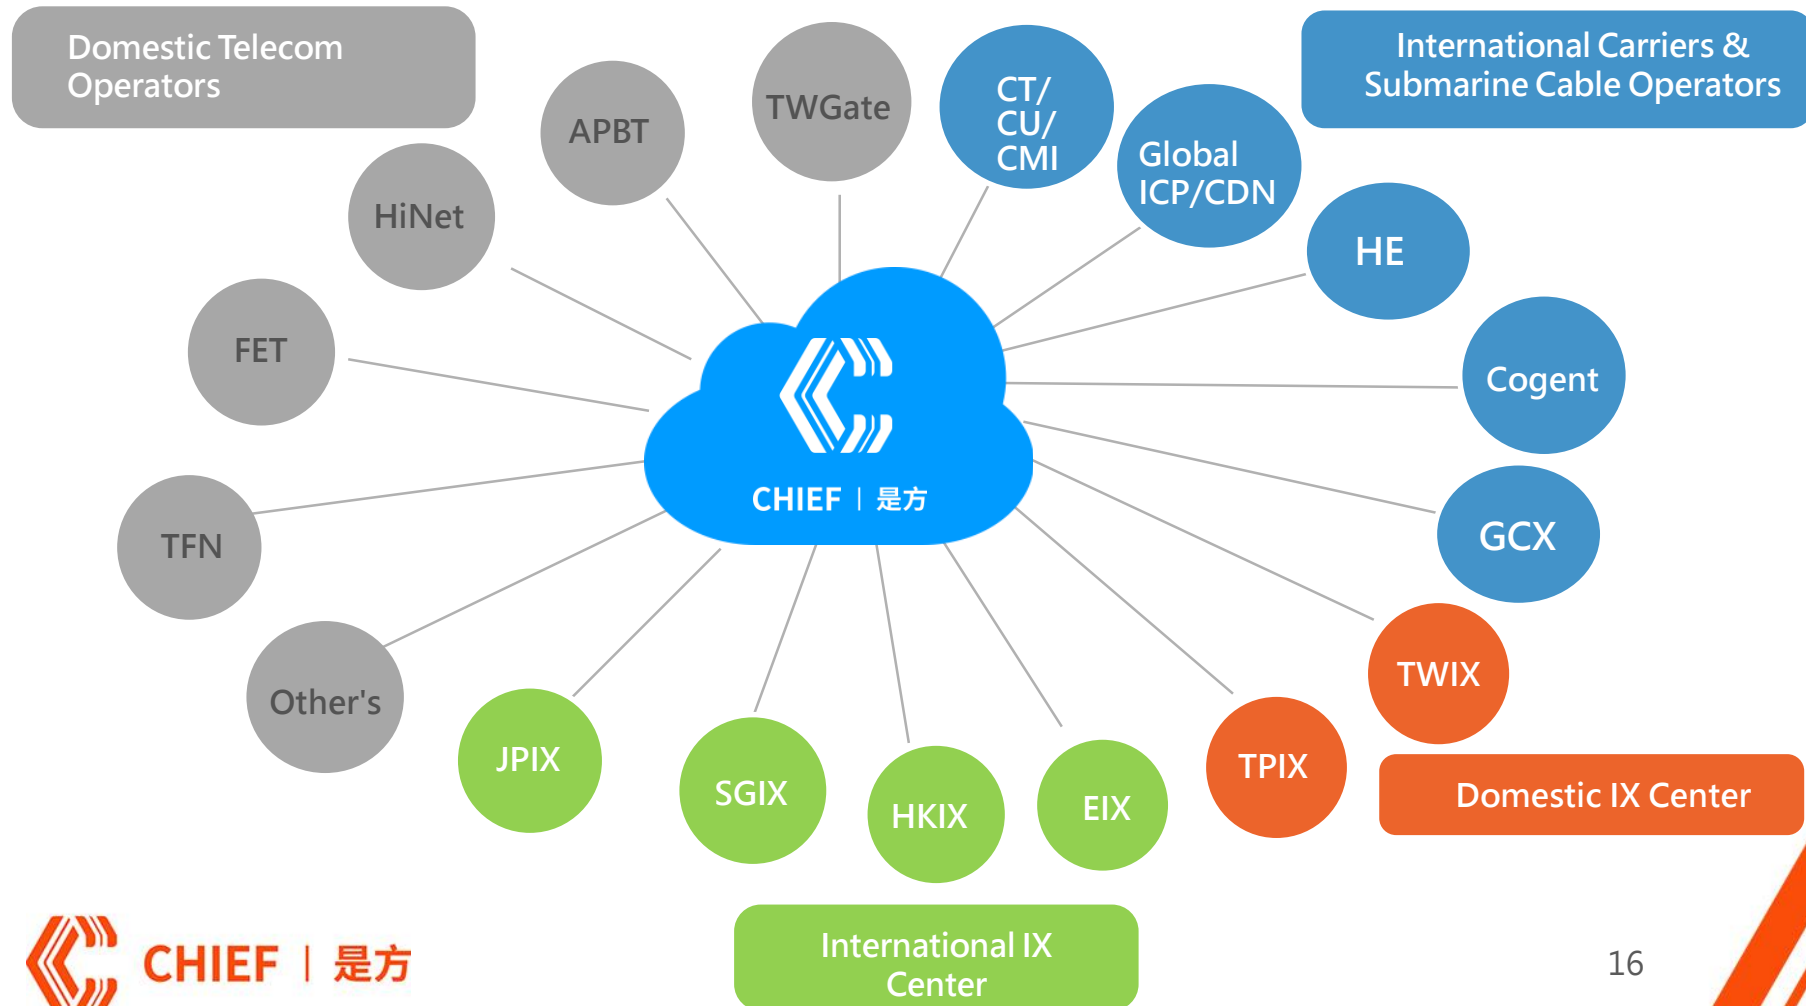 Domestic Telecom
Operators
International Carriers &
Submarine Cable Operators
TWGate
CT/
CU/
CMI
APBT
Global
ICP/CDN
HiNet
HE
FET
Cogent
CHIEF | 是方
TFN
GCX
Other's
TWIX
JPIX
SGIX
HKIX
EIX
TPIX
Domestic IX Center
International IX
Center
CHIEF | 是方
16